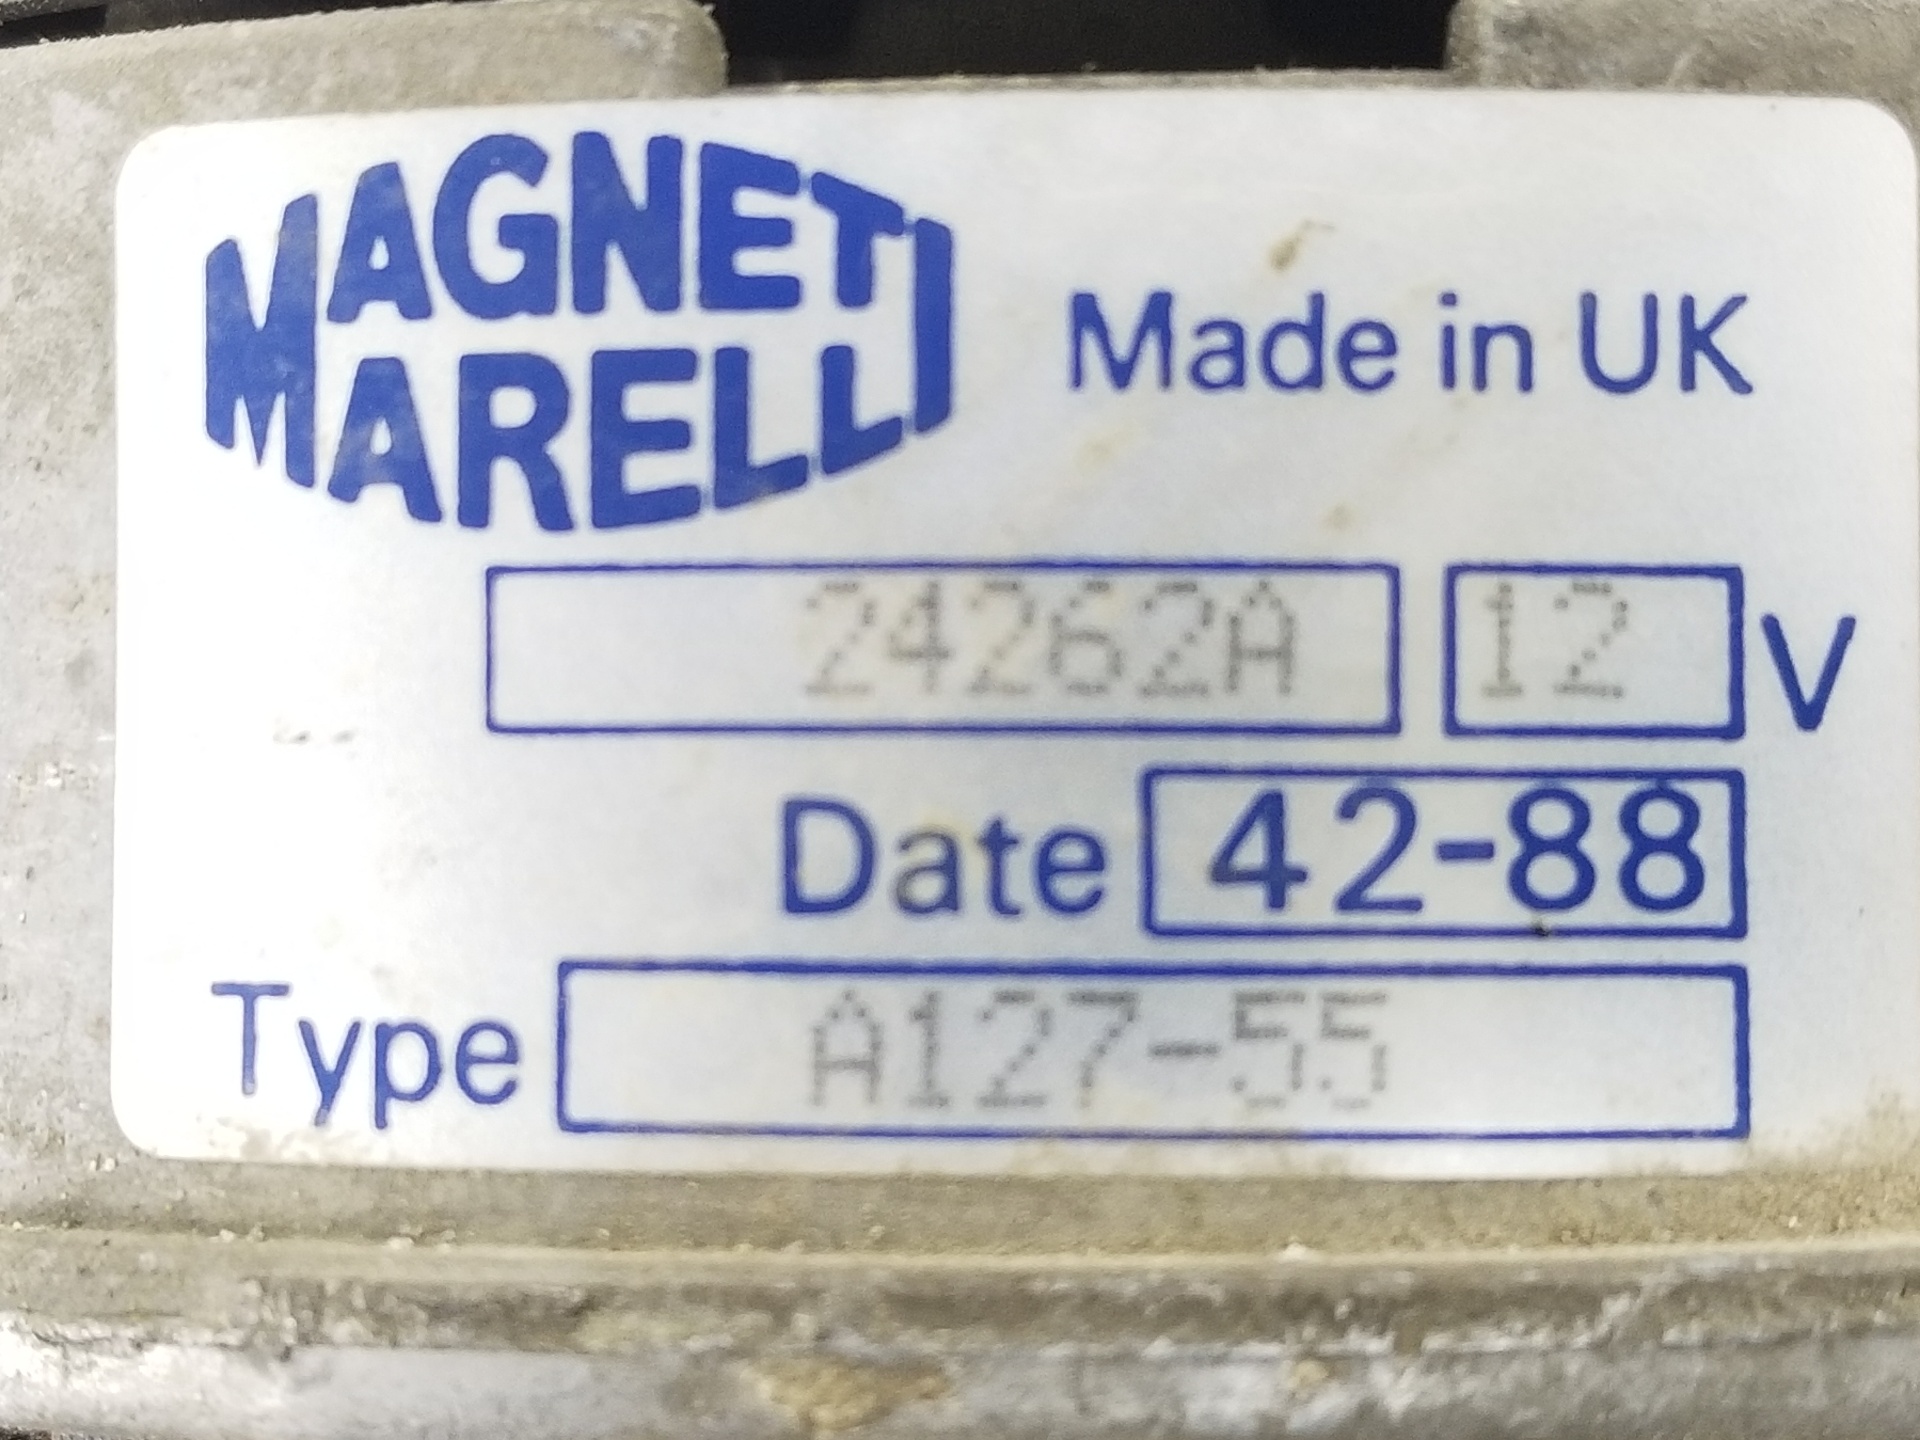 MAGNETI
MARELLI
Made in UK
24262A 12 V
Date 42-88
Type A127-55